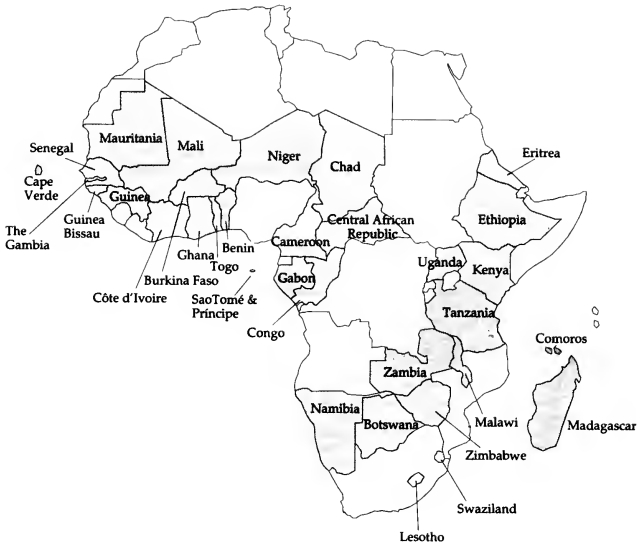 Mauritania
Mali
Niger
Chad
Senegal
Eritrea
Cape
Verde
Guinea
The
Gambia
Guinea
Bissau
Ethiopia
Central African
Republic
Cameroon
Benin
Ghana
Togo
Burkina Faso
Côte d'Ivoire
SaoTomé &
Príncipe
Uganda
Kenya
Gabon
Congo
Tanzania
Comoros
Zambia
Namibia
Botswana
Malawi
Madagascar
Zimbabwe
Swaziland
Lesotho